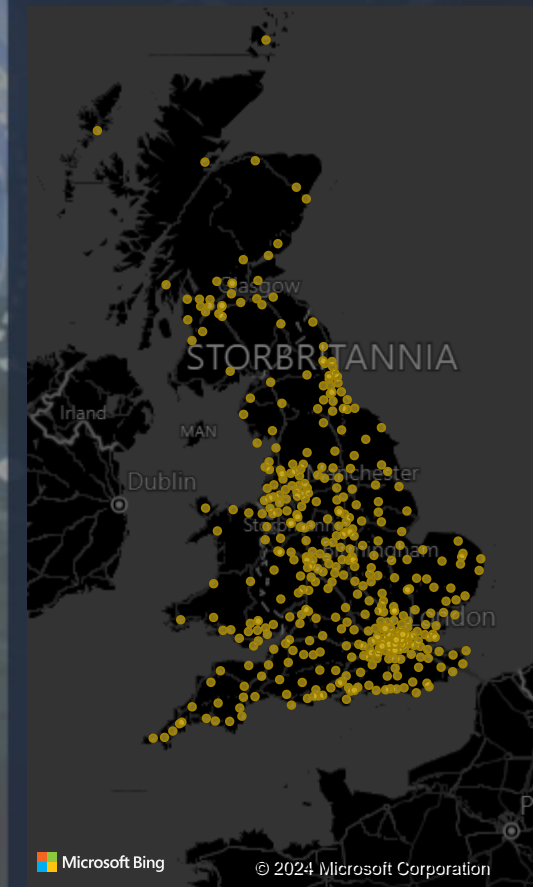 Glasgow
STORBRITANNIA
Irland
MAN
Manchester
Dublin
Birmingham
London
P
Microsoft Bing
© 2024 Microsoft Corporation